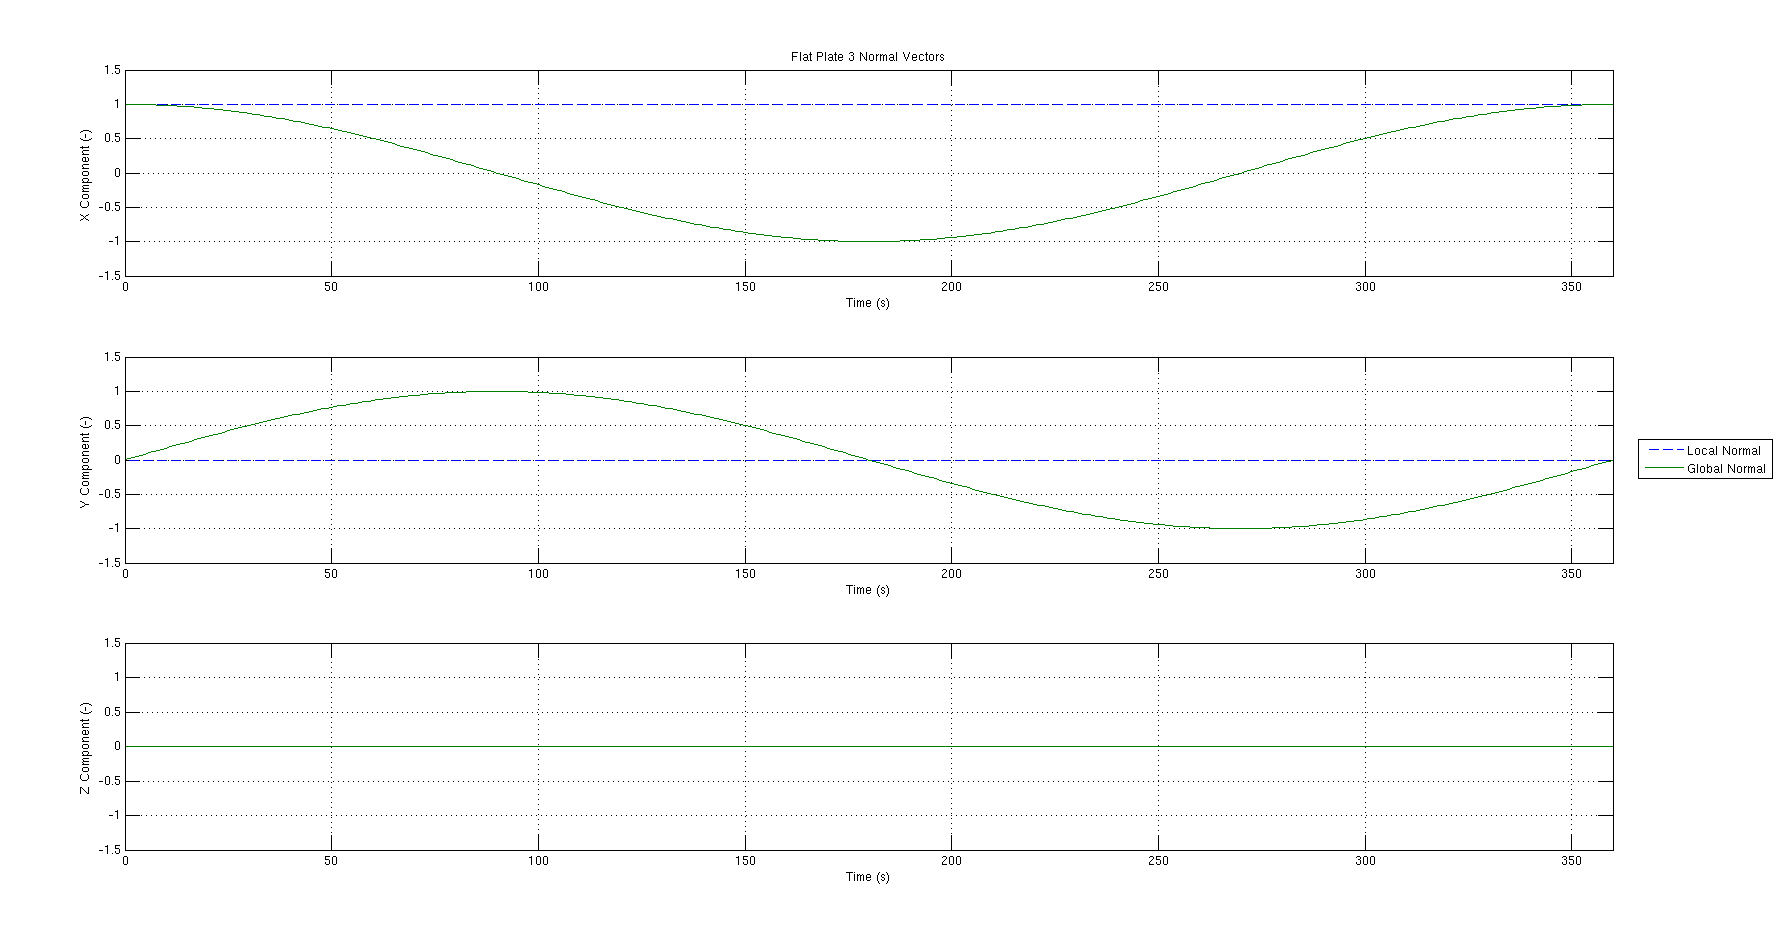 Flat Plate 3 Normal Vectors
1.5
1
0.5
0
-0.5
-1
-1.5
X Component (-)
0 50 100 150 200 250 300 350
Time (s)
1.5
1
0.5
0
-0.5
-1
-1.5
Y Component (-)
0 50 100 150 200 250 300 350
Time (s)
Local Normal
Global Normal
1.5
1
0.5
0
-0.5
-1
-1.5
Z Component (-)
0 50 100 150 200 250 300 350
Time (s)